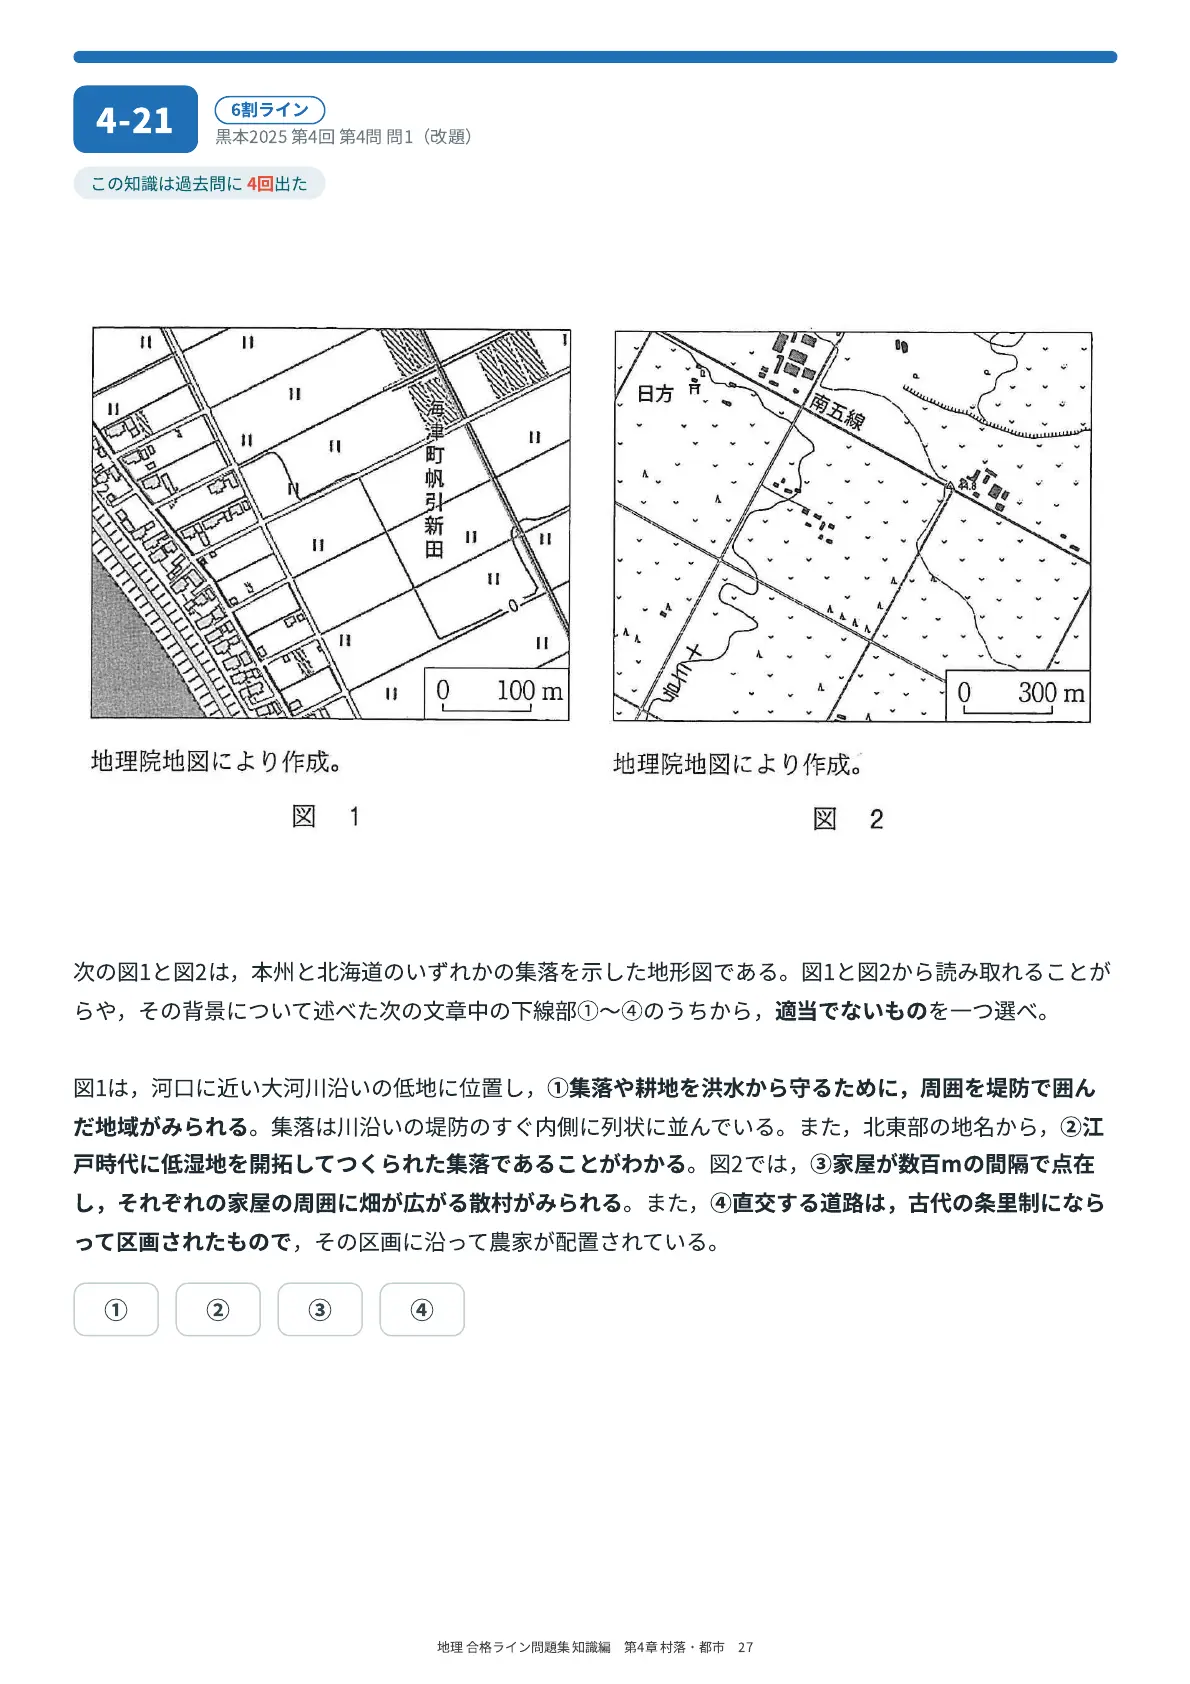 4-21
6割ライン
黒本2025 第4回 第4問 問1（改題）
この知識は過去問に 4回出た
海津町帆引新田
0 100 m
日方
南五線
44.8
十三号
0 300 m
地理院地図により作成。
地理院地図により作成。
図 1
図 2
次の図1と図2は，本州と北海道のいずれかの集落を示した地形図である。図1と図2から読み取れることが
らや，その背景について述べた次の文章中の下線部①～④のうちから，適当でないものを一つ選べ。
図1は，河口に近い大河川沿いの低地に位置し，①集落や耕地を洪水から守るために，周囲を堤防で囲ん
だ地域がみられる。集落は川沿いの堤防のすぐ内側に列状に並んでいる。また，北東部の地名から，②江
戸時代に低湿地を開拓してつくられた集落であることがわかる。図2では，③家屋が数百mの間隔で点在
し，それぞれの家屋の周囲に畑が広がる散村がみられる。また，④直交する道路は，古代の条里制になら
って区画されたもので，その区画に沿って農家が配置されている。
① ② ③ ④
地理 合格ライン問題集 知識編 第4章 村落・都市 27